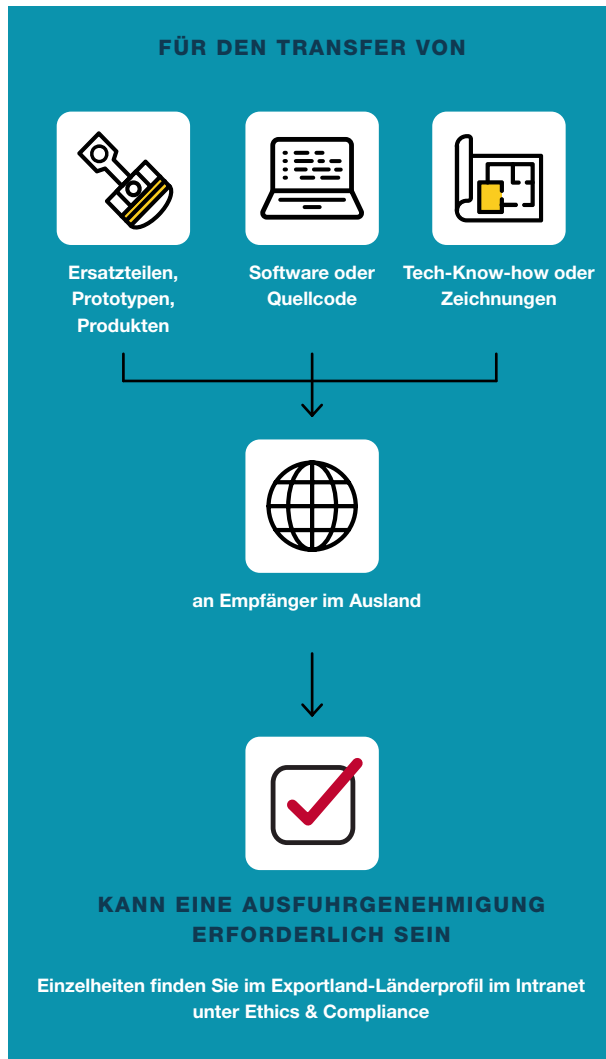 FÜR DEN TRANSFER VON
Ersatzteilen,
Prototypen,
Produkten
Software oder
Quellcode
Tech-Know-how oder
Zeichnungen
an Empfänger im Ausland
KANN EINE AUSFUHRGENEHMIGUNG
ERFORDERLICH SEIN
Einzelheiten finden Sie im Exportland-Länderprofil im Intranet
unter Ethics & Compliance